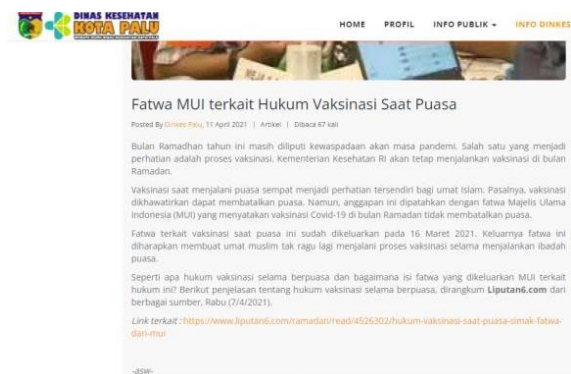 DINAS KESEHATAN
KOTA PALU
HOME PROFIL INFO PUBLIK INFO DINKES
MEJA
Fatwa MUI terkait Hukum Vaksinasi Saat Puasa
Posted By Dinkes Palu, 11 April 2021 | Artikel | Dibaca 67 kali
Bulan Ramadhan tahun ini masih diliputi kewaspadaan akan masa pandemi. Salah satu yang menjadi
perhatian adalah proses vaksinasi. Kementerian Kesehatan RI akan tetap menjalankan vaksinasi di bulan
Ramadan.
Vaksinasi saat menjalani puasa sempat menjadi perhatian tersendiri bagi umat Islam. Pasalnya, vaksinasi
dikhawatirkan dapat membatalkan puasa. Namun, anggapan ini dipatahkan dengan fatwa Majelis Ulama
Indonesia (MUI) yang menyatakan vaksinasi Covid-19 di bulan Ramadan tidak membatalkan puasa.
Fatwa terkait vaksinasi saat puasa ini sudah dikeluarkan pada 16 Maret 2021. Keluarnya fatwa ini
diharapkan membuat umat muslim tak ragu lagi menjalani proses vaksinasi selama menjalankan ibadah
puasa.
Seperti apa hukum vaksinasi selama berpuasa dan bagaimana isi fatwa yang dikeluarkan MUI terkait
hukum ini? Berikut penjelasan tentang hukum vaksinasi selama berpuasa, dirangkum Liputan6.com dari
berbagai sumber, Rabu (7/4/2021).
Link terkait : https://www.liputan6.com/ramadan/read/4526302/hukum-vaksinasi-saat-puasa-simak-fatwa-
dari-mui
-asw-